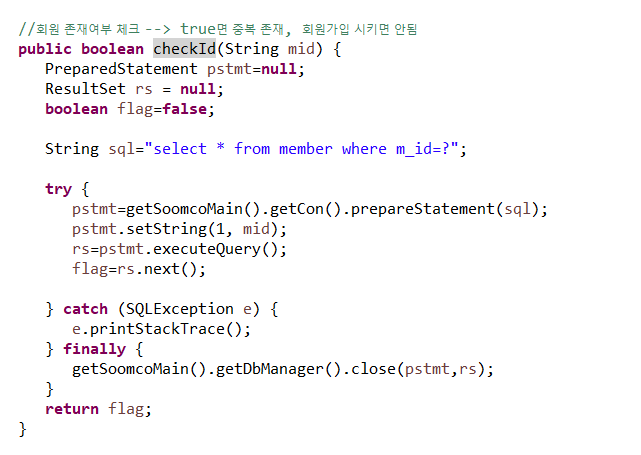 //회원 존재여부 체크 --> true면 중복 존재, 회원가입 시키면 안됨
public boolean checkId(String mid) {
PreparedStatement pstmt=null;
ResultSet rs = null;
boolean flag=false;
String sql="select * from member where m_id=?";
try {
pstmt=getSoomcoMain().getCon().prepareStatement(sql);
pstmt.setString(1, mid);
rs=pstmt.executeQuery();
flag=rs.next();
} catch (SQLException e) {
e.printStackTrace();
} finally {
getSoomcoMain().getDbManager().close(pstmt,rs);
}
return flag;
}